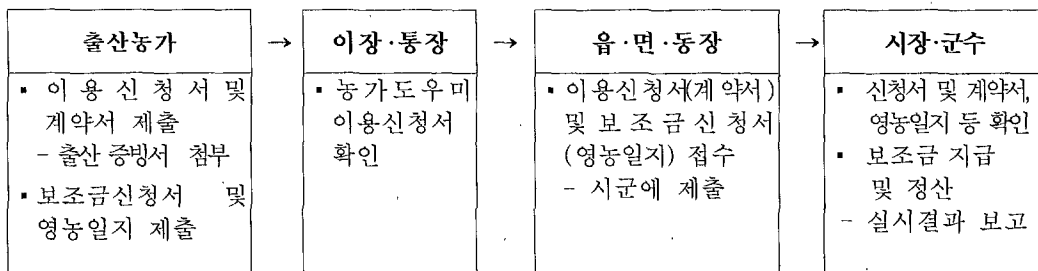 출산농가
▪ 이 용 신 청 서 및
계약서 제출
- 출산 증빙서 첨부
▪ 보조금신청서 및
영농일지 제출
→
이장·통장
▪ 농가도우미
이용신청서
확인
→
읍·면·동장
▪ 이용신청서(계약서)
및 보조금신청서
(영농일지) 접수
- 시군에 제출
→
시장·군수
▪ 신청서 및 계약서,
영농일지 등 확인
▪ 보조금 지급
및 정산
- 실시결과 보고